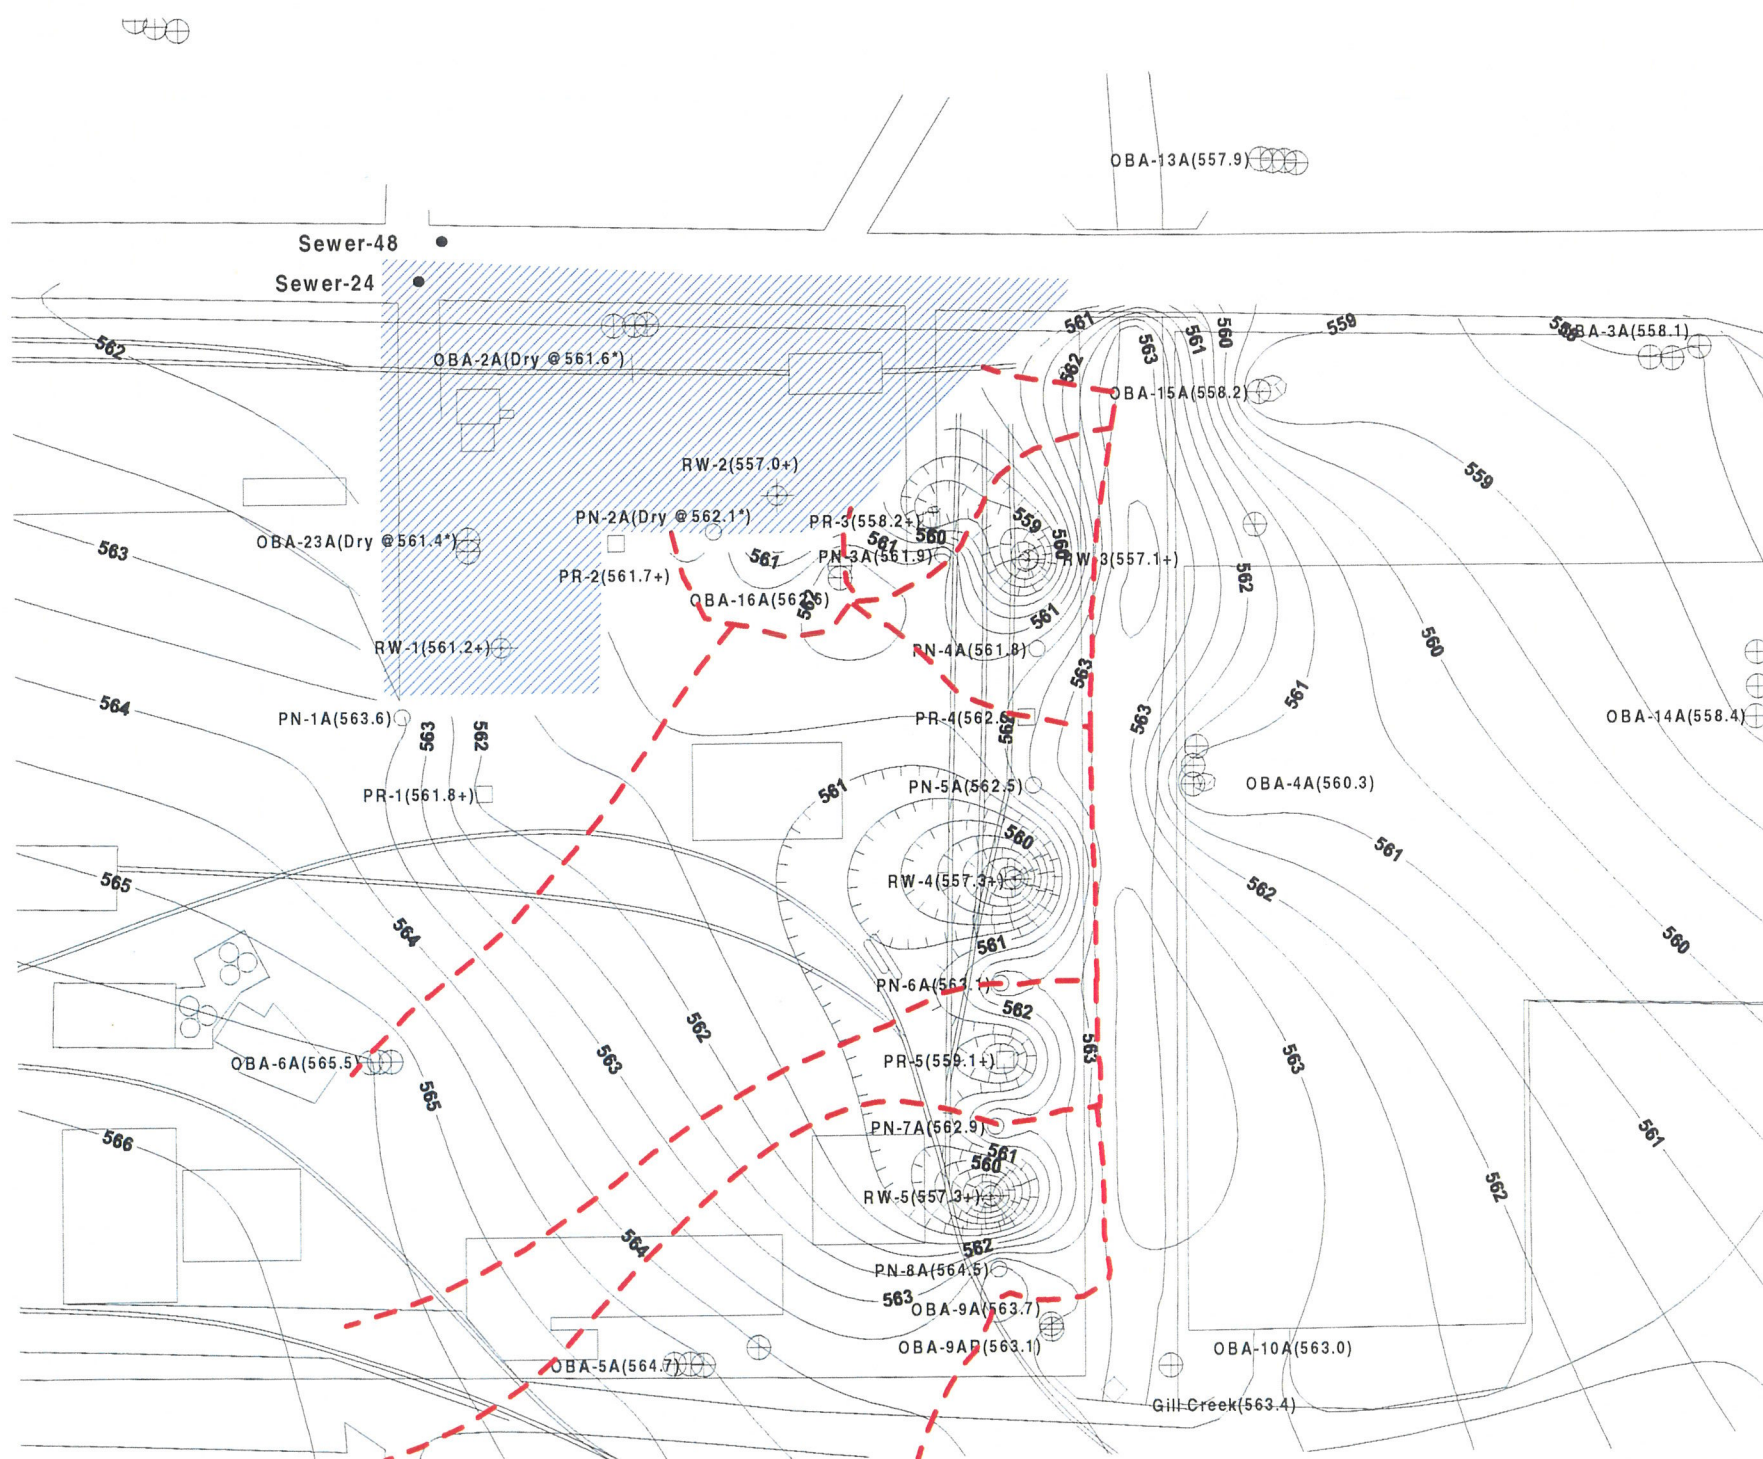 OBA-13A(557.9)
Sewer-48
Sewer-24
561
563
561
560
559
OBA-3A(558.1)
562
OBA-2A(Dry @561.6*)
562
OBA-15A(558.2)
RW-2(557.0+)
559
PN-2A(Dry @562.1*)
PR-3(558.2+)
559
OBA-23A(Dry @561.4*)
561
560
560
563
561
PN-3A(561.9)
RW-3(557.1+)
PR-2(561.7+)
562
OBA-16A(562.6)
562
561
560
RW-1(561.2+)
PN-4A(561.8)
563
561
564
PN-1A(563.6)
PR-4(562.
563
OBA-14A(558.4)
563
562
PR-1(561.8+)
561
PN-5A(562.5)
OBA-4A(560.3)
560
561
565
RW-4(557.3+)
562
564
561
560
PN-6A(563.1)
562
562
563
563
563
OBA-6A(565.5)
PR-5(559.1+)
565
566
PN-7A(562.9)
561
561
560
RW-5(557.3+)
562
564
562
PN-8A(564.5)
563
OBA-9A(563.7)
OBA-9AR(563.1)
OBA-10A(563.0)
OBA-5A(564.7)
Gill Creek(563.4)